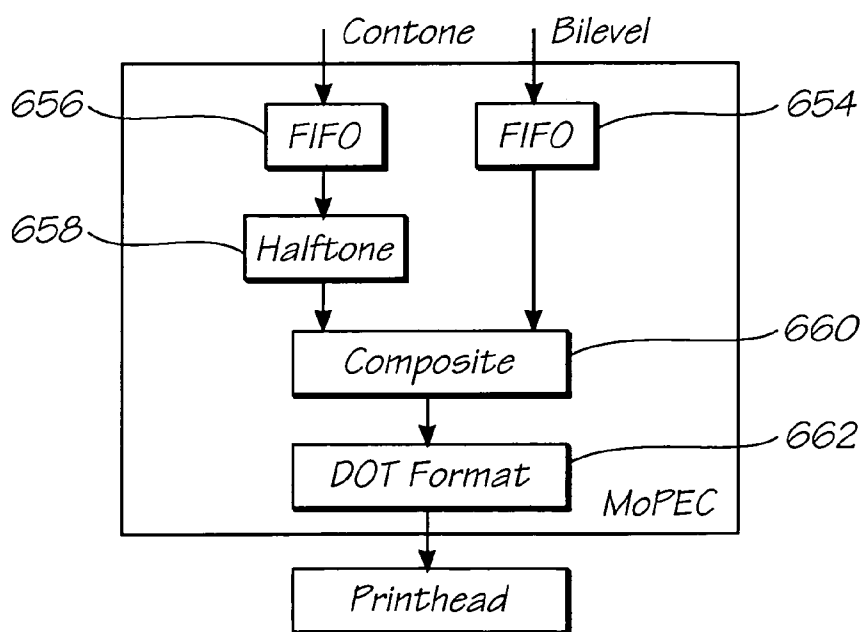 Contone Bilevel
656 FIFO FIFO 654
658 Halftone
Composite 660
DOT Format 662
MoPEC
Printhead